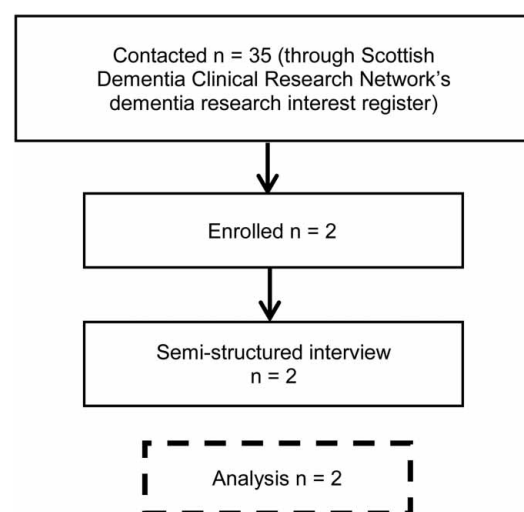 Contacted n = 35 (through Scottish
Dementia Clinical Research Network's
dementia research interest register)
Enrolled n = 2
Semi-structured interview
n = 2
Analysis n = 2